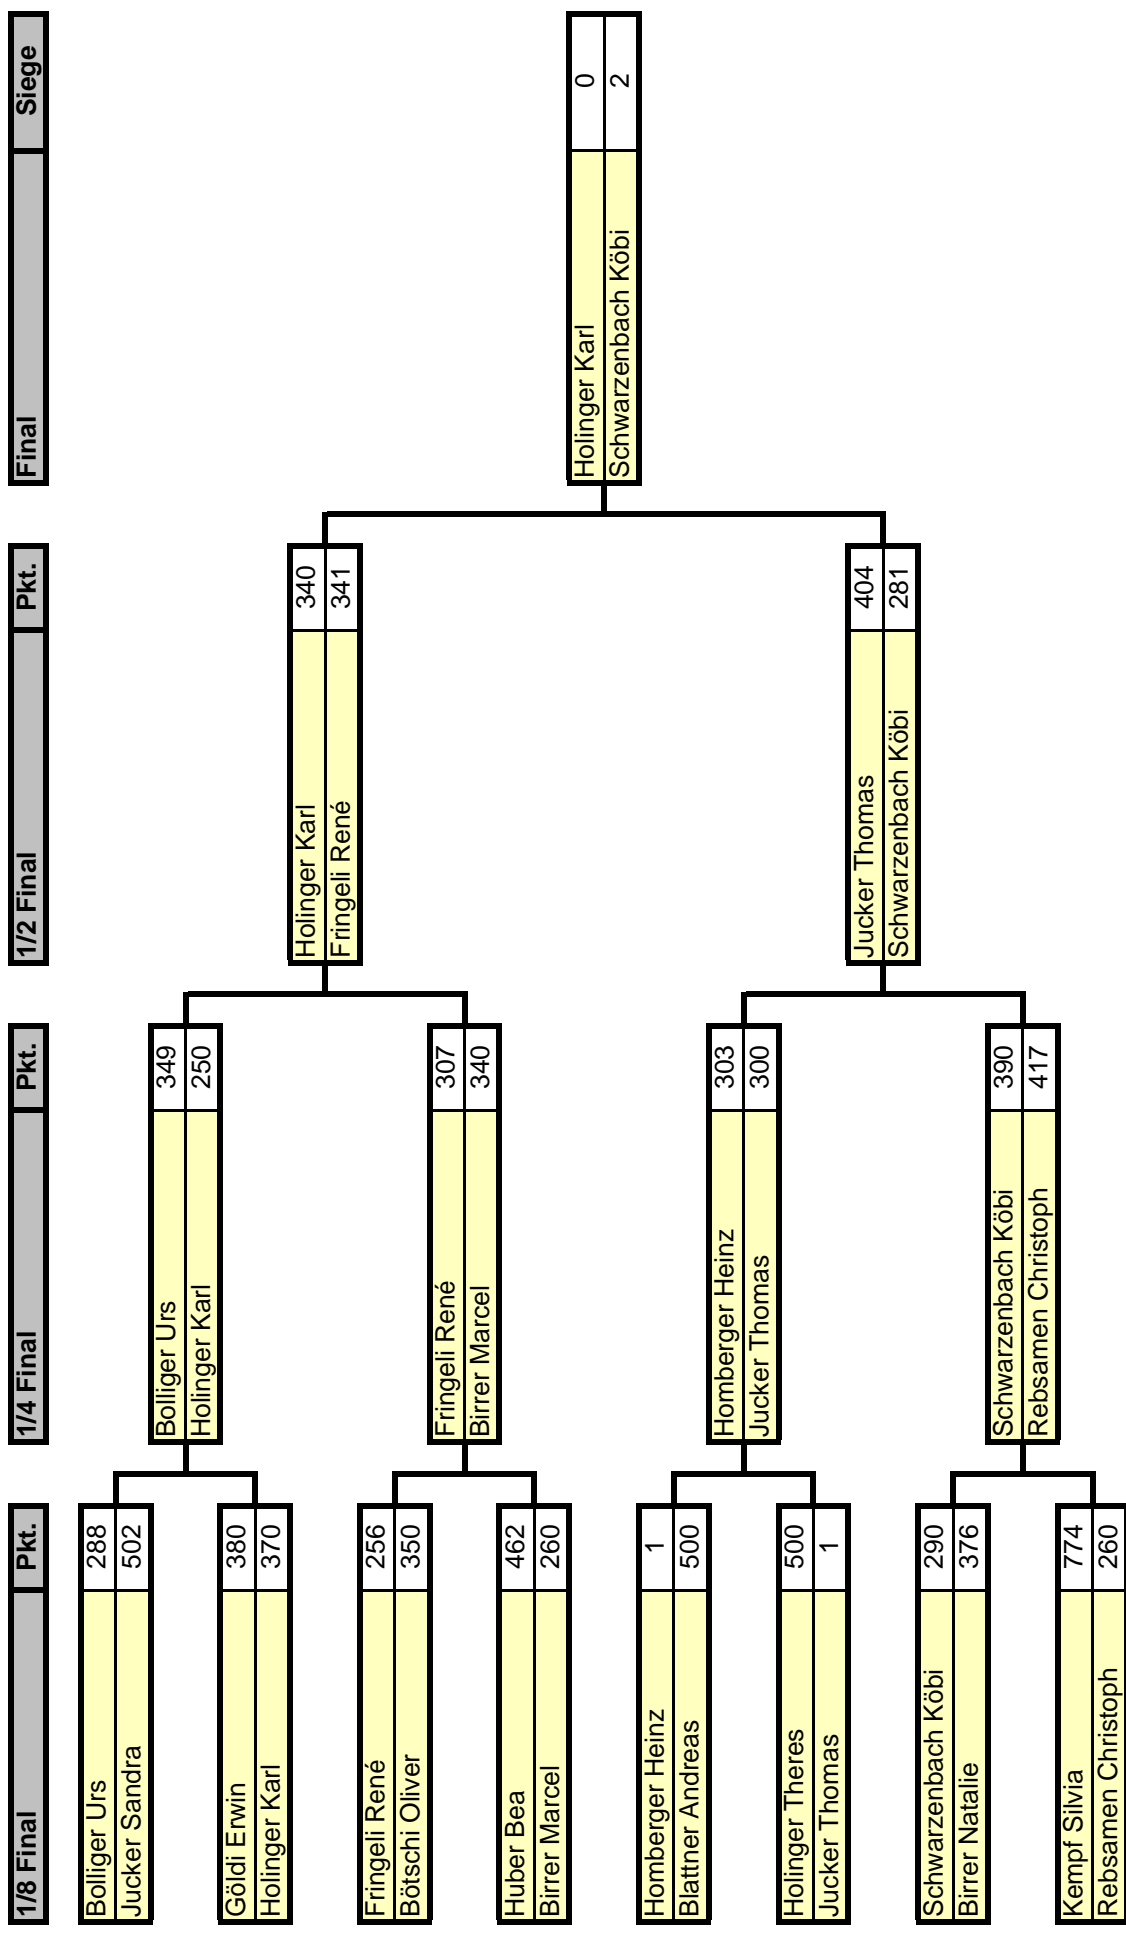 1/8 Final Pkt. 1/4 Final Pkt. 1/2 Final Pkt. Final Siege
Bolliger Urs 288
Jucker Sandra 502
Göldi Erwin 380
Holinger Karl 370
Fringeli René 256
Bötschi Oliver 350
Huber Bea 462
Birrer Marcel 260
Homberger Heinz 1
Blattner Andreas 500
Holinger Theres 500
Jucker Thomas 1
Schwarzenbach Köbi 290
Birrer Natalie 376
Kempf Silvia 774
Rebsamen Christoph 260
Bolliger Urs 349
Holinger Karl 250
Fringeli René 307
Birrer Marcel 340
Homberger Heinz 303
Jucker Thomas 300
Schwarzenbach Köbi 390
Rebsamen Christoph 417
Holinger Karl 340
Fringeli René 341
Jucker Thomas 404
Schwarzenbach Köbi 281
Holinger Karl 0
Schwarzenbach Köbi 2